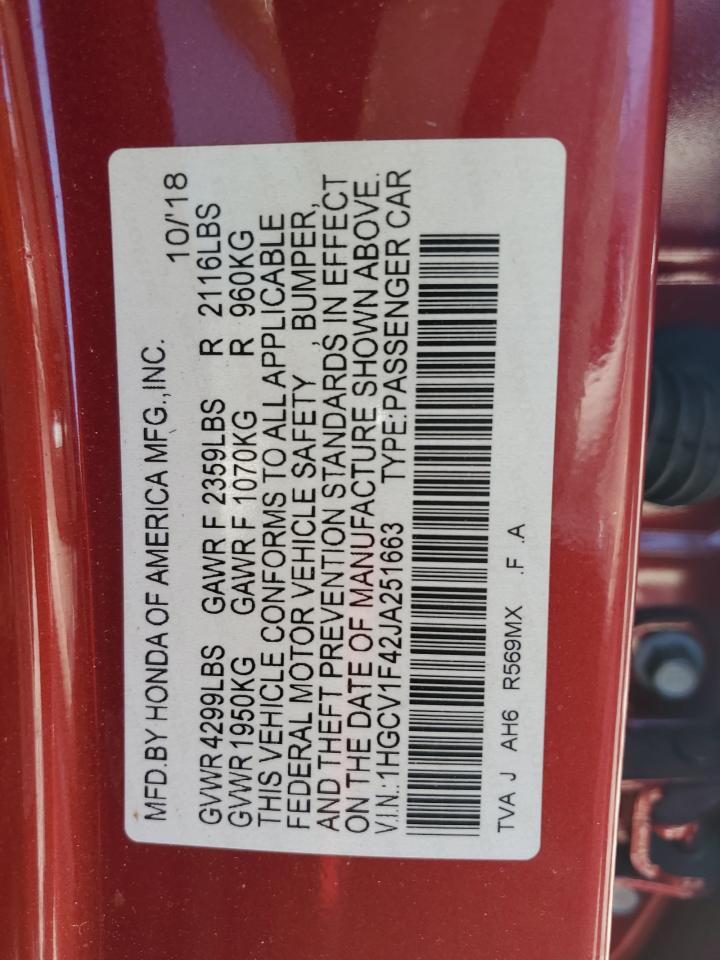 MFD.BY HONDA OF AMERICA MFG.,INC. 10/'18
GVWR 4299LBS GAWR F 2359LBS R 2116LBS
GVWR 1950KG GAWR F 1070KG R 960KG
THIS VEHICLE CONFORMS TO ALL APPLICABLE
FEDERAL MOTOR VEHICLE SAFETY , BUMPER,
AND THEFT PREVENTION STANDARDS IN EFFECT
ON THE DATE OF MANUFACTURE SHOWN ABOVE.
V.I.N.:1HGCV1F42JA251663 TYPE:PASSENGER CAR
TVA J AH6 R569MX .F .A